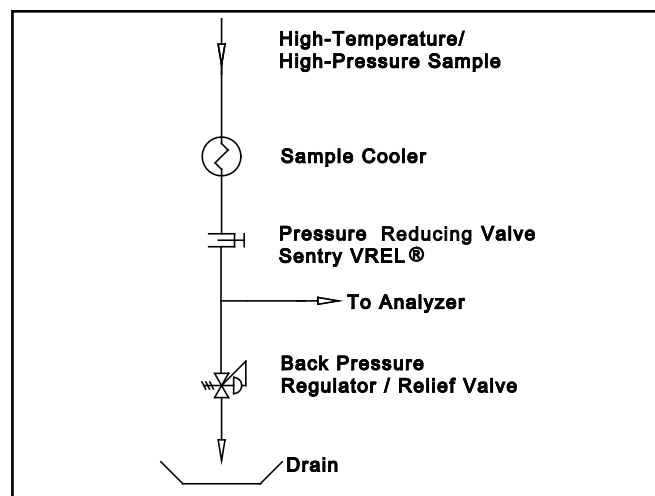 High-Temperature/
High-Pressure Sample
Sample Cooler
Pressure Reducing Valve
Sentry VREL®
To Analyzer
Back Pressure
Regulator / Relief Valve
Drain